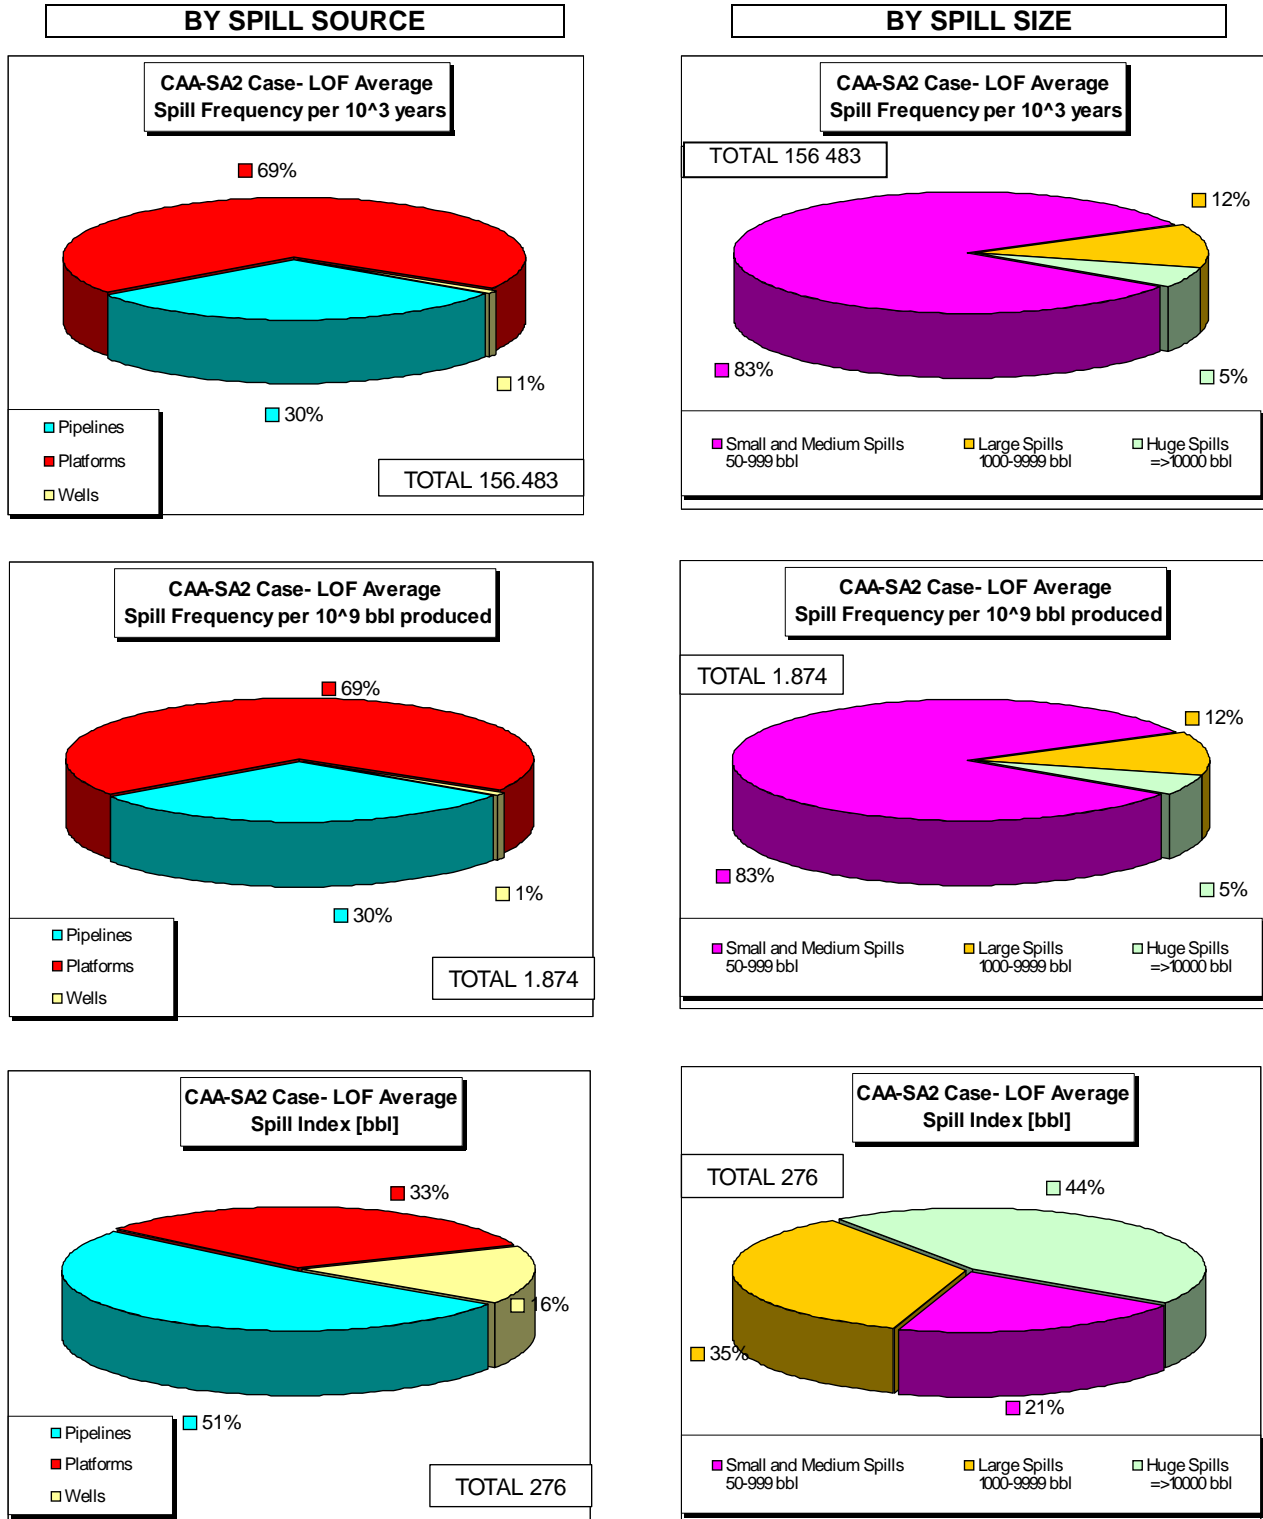 BY SPILL SOURCE
CAA-SA2 Case- LOF Average
Spill Frequency per 10^3 years
69%
1%
30%
Pipelines
Platforms
Wells
TOTAL 156.483
CAA-SA2 Case- LOF Average
Spill Frequency per 10^9 bbl produced
69%
1%
30%
Pipelines
Platforms
Wells
TOTAL 1.874
CAA-SA2 Case- LOF Average
Spill Index [bbl]
33%
16%
51%
Pipelines
Platforms
Wells
TOTAL 276
BY SPILL SIZE
CAA-SA2 Case- LOF Average
Spill Frequency per 10^3 years
TOTAL 156 483
12%
83%
5%
Small and Medium Spills
50-999 bbl
Large Spills
1000-9999 bbl
Huge Spills
=>10000 bbl
CAA-SA2 Case- LOF Average
Spill Frequency per 10^9 bbl produced
TOTAL 1.874
12%
83%
5%
Small and Medium Spills
50-999 bbl
Large Spills
1000-9999 bbl
Huge Spills
=>10000 bbl
CAA-SA2 Case- LOF Average
Spill Index [bbl]
TOTAL 276
44%
35%
21%
Small and Medium Spills
50-999 bbl
Large Spills
1000-9999 bbl
Huge Spills
=>10000 bbl